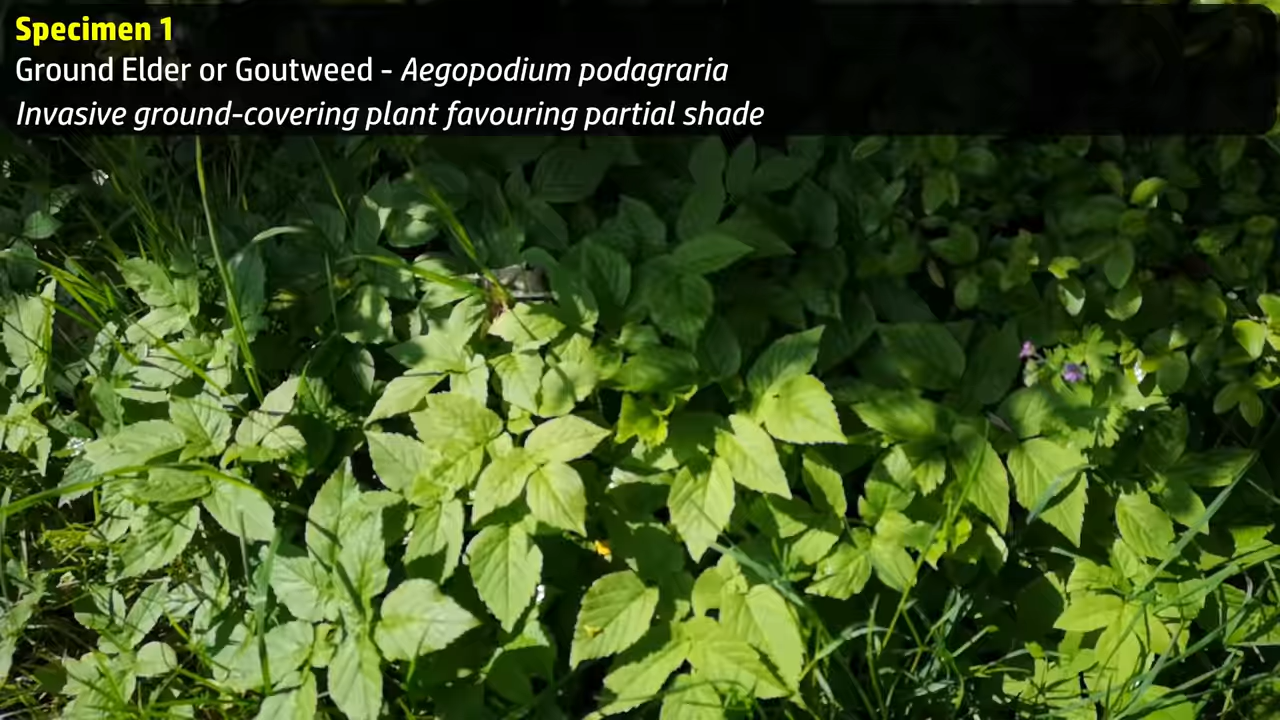 Specimen 1
Ground Elder or Goutweed - Aegopodium podagraria
Invasive ground-covering plant favouring partial shade